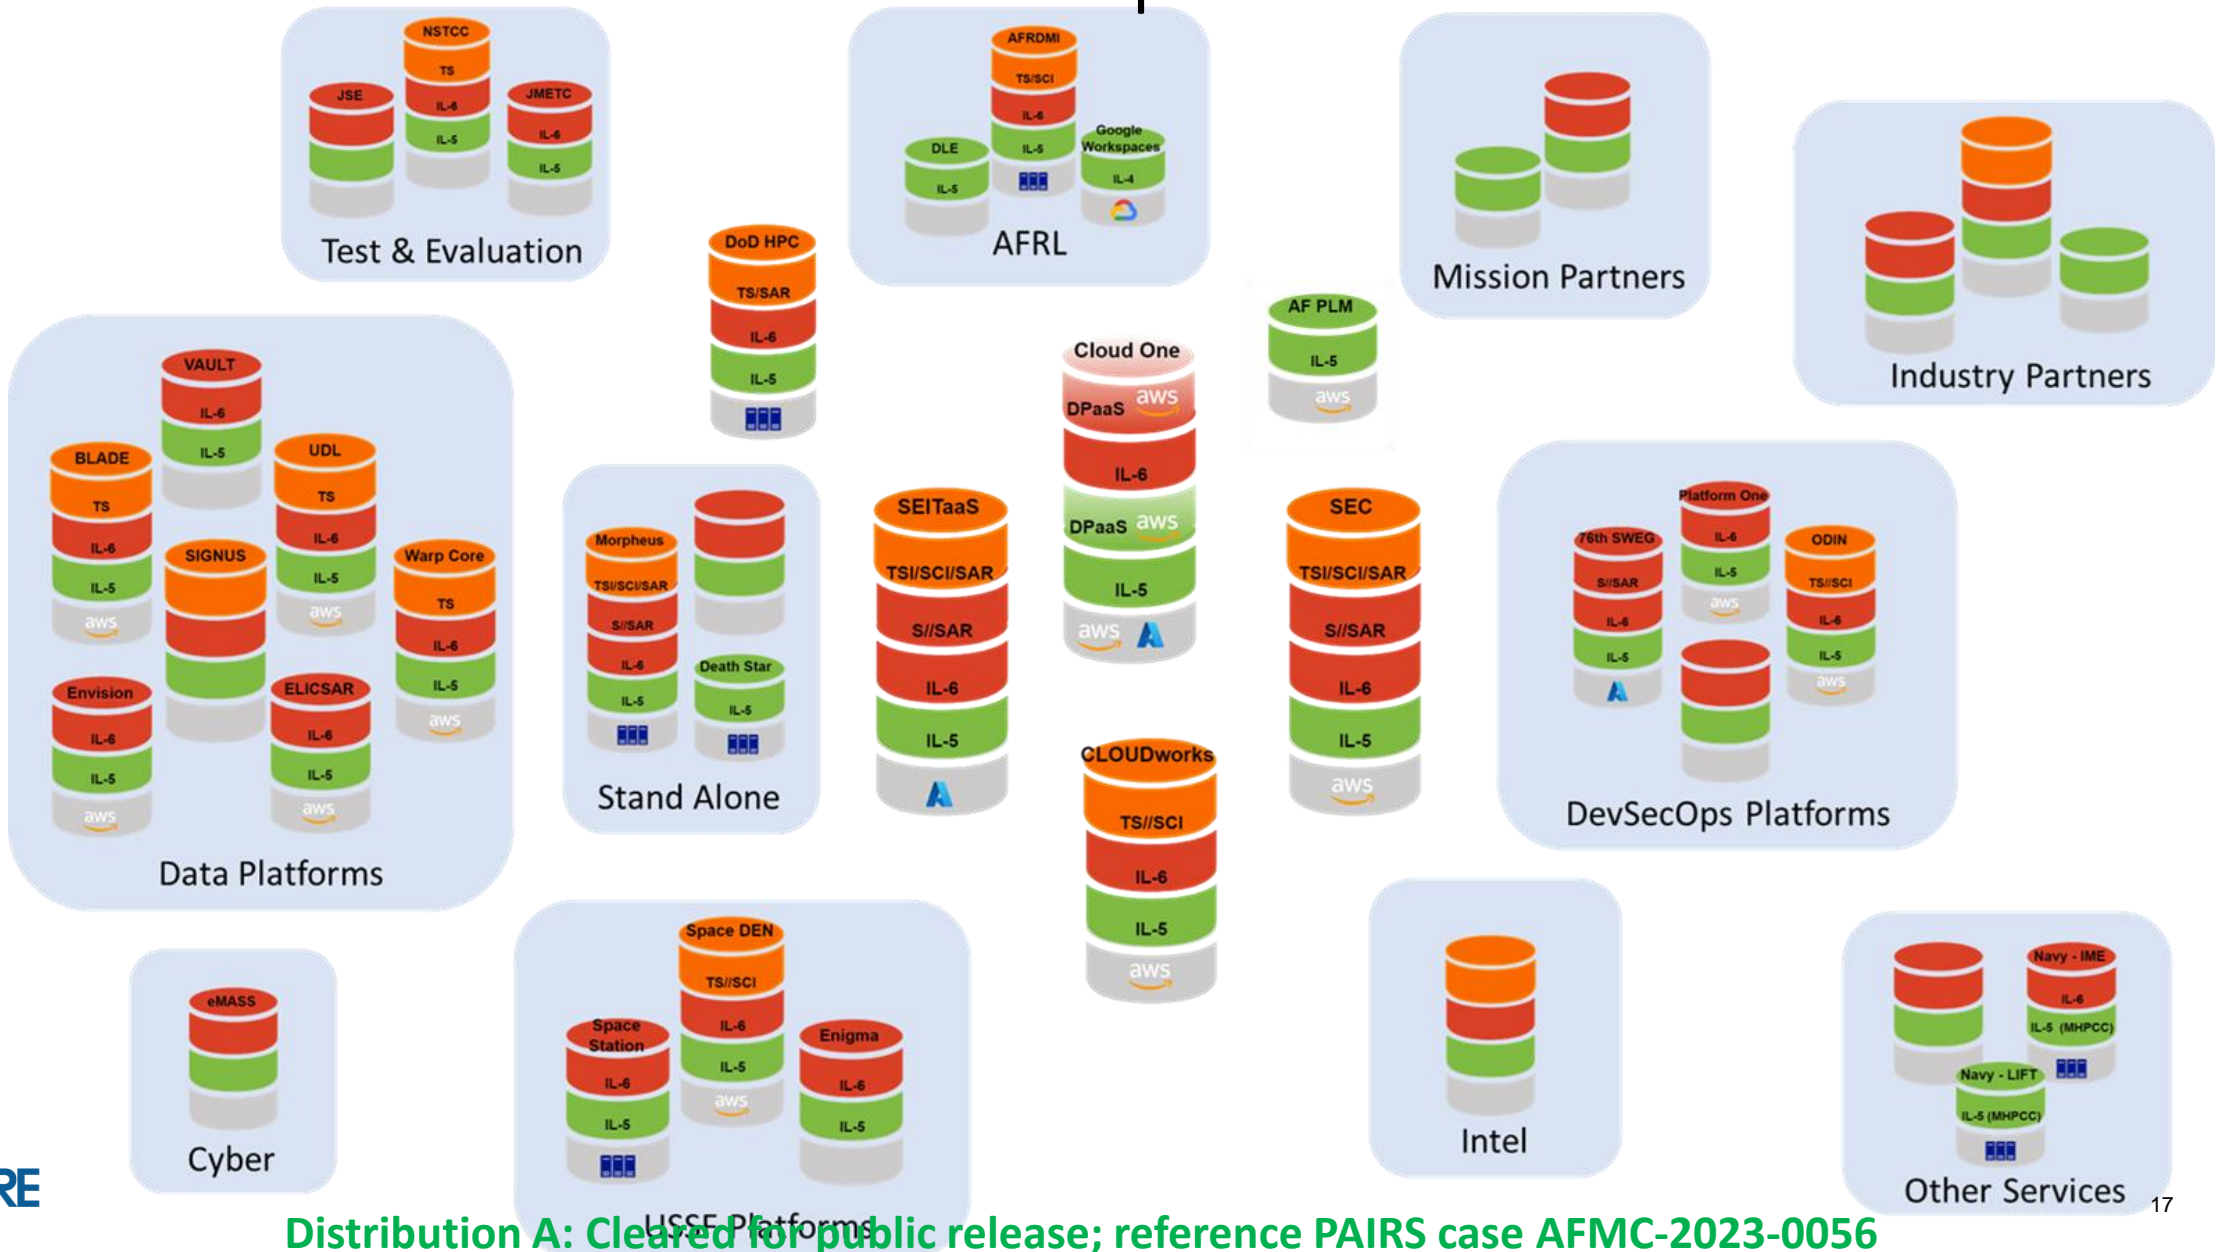 NSTCC
TS
IL-6
IL-5
JSE
JMETC
IL-6
IL-5
Test & Evaluation
AFRDMI
TS/SCI
IL-6
IL-5
DLE
IL-5
Google
Workspaces
IL-4
AFRL
Mission Partners
Industry Partners
DoD HPC
TS/SAR
IL-6
IL-5
Cloud One
DPaaS aws
IL-6
DPaaS aws
IL-5
aws
AF PLM
IL-5
aws
VAULT
IL-6
IL-5
BLADE
TS
IL-6
IL-5
aws
UDL
TS
IL-6
IL-5
aws
SIGNUS
Warp Core
TS
IL-6
IL-5
aws
Envision
IL-6
IL-5
aws
ELICSAR
IL-6
IL-5
aws
Data Platforms
Morpheus
TSI/SCI/SAR
S//SAR
IL-6
IL-5
Death Star
IL-5
Stand Alone
SEITaaS
TSI/SCI/SAR
S//SAR
IL-6
IL-5
SEC
TSI/SCI/SAR
S//SAR
IL-6
IL-5
aws
CLOUDworks
TS//SCI
IL-6
IL-5
aws
Platform One
IL-6
IL-5
aws
76th SWEG
S//SAR
IL-6
IL-5
ODIN
TS//SCI
IL-6
IL-5
aws
DevSecOps Platforms
eMASS
Cyber
Space DEN
TS//SCI
IL-6
IL-5
aws
Space
Station
IL-6
IL-5
Enigma
IL-6
IL-5
USSF Platforms
Intel
Navy - IME
IL-6
IL-5 (MHPCC)
Navy - LIFT
IL-5 (MHPCC)
Other Services
17
RE
Distribution A: Cleared for public release; reference PAIRS case AFMC-2023-0056